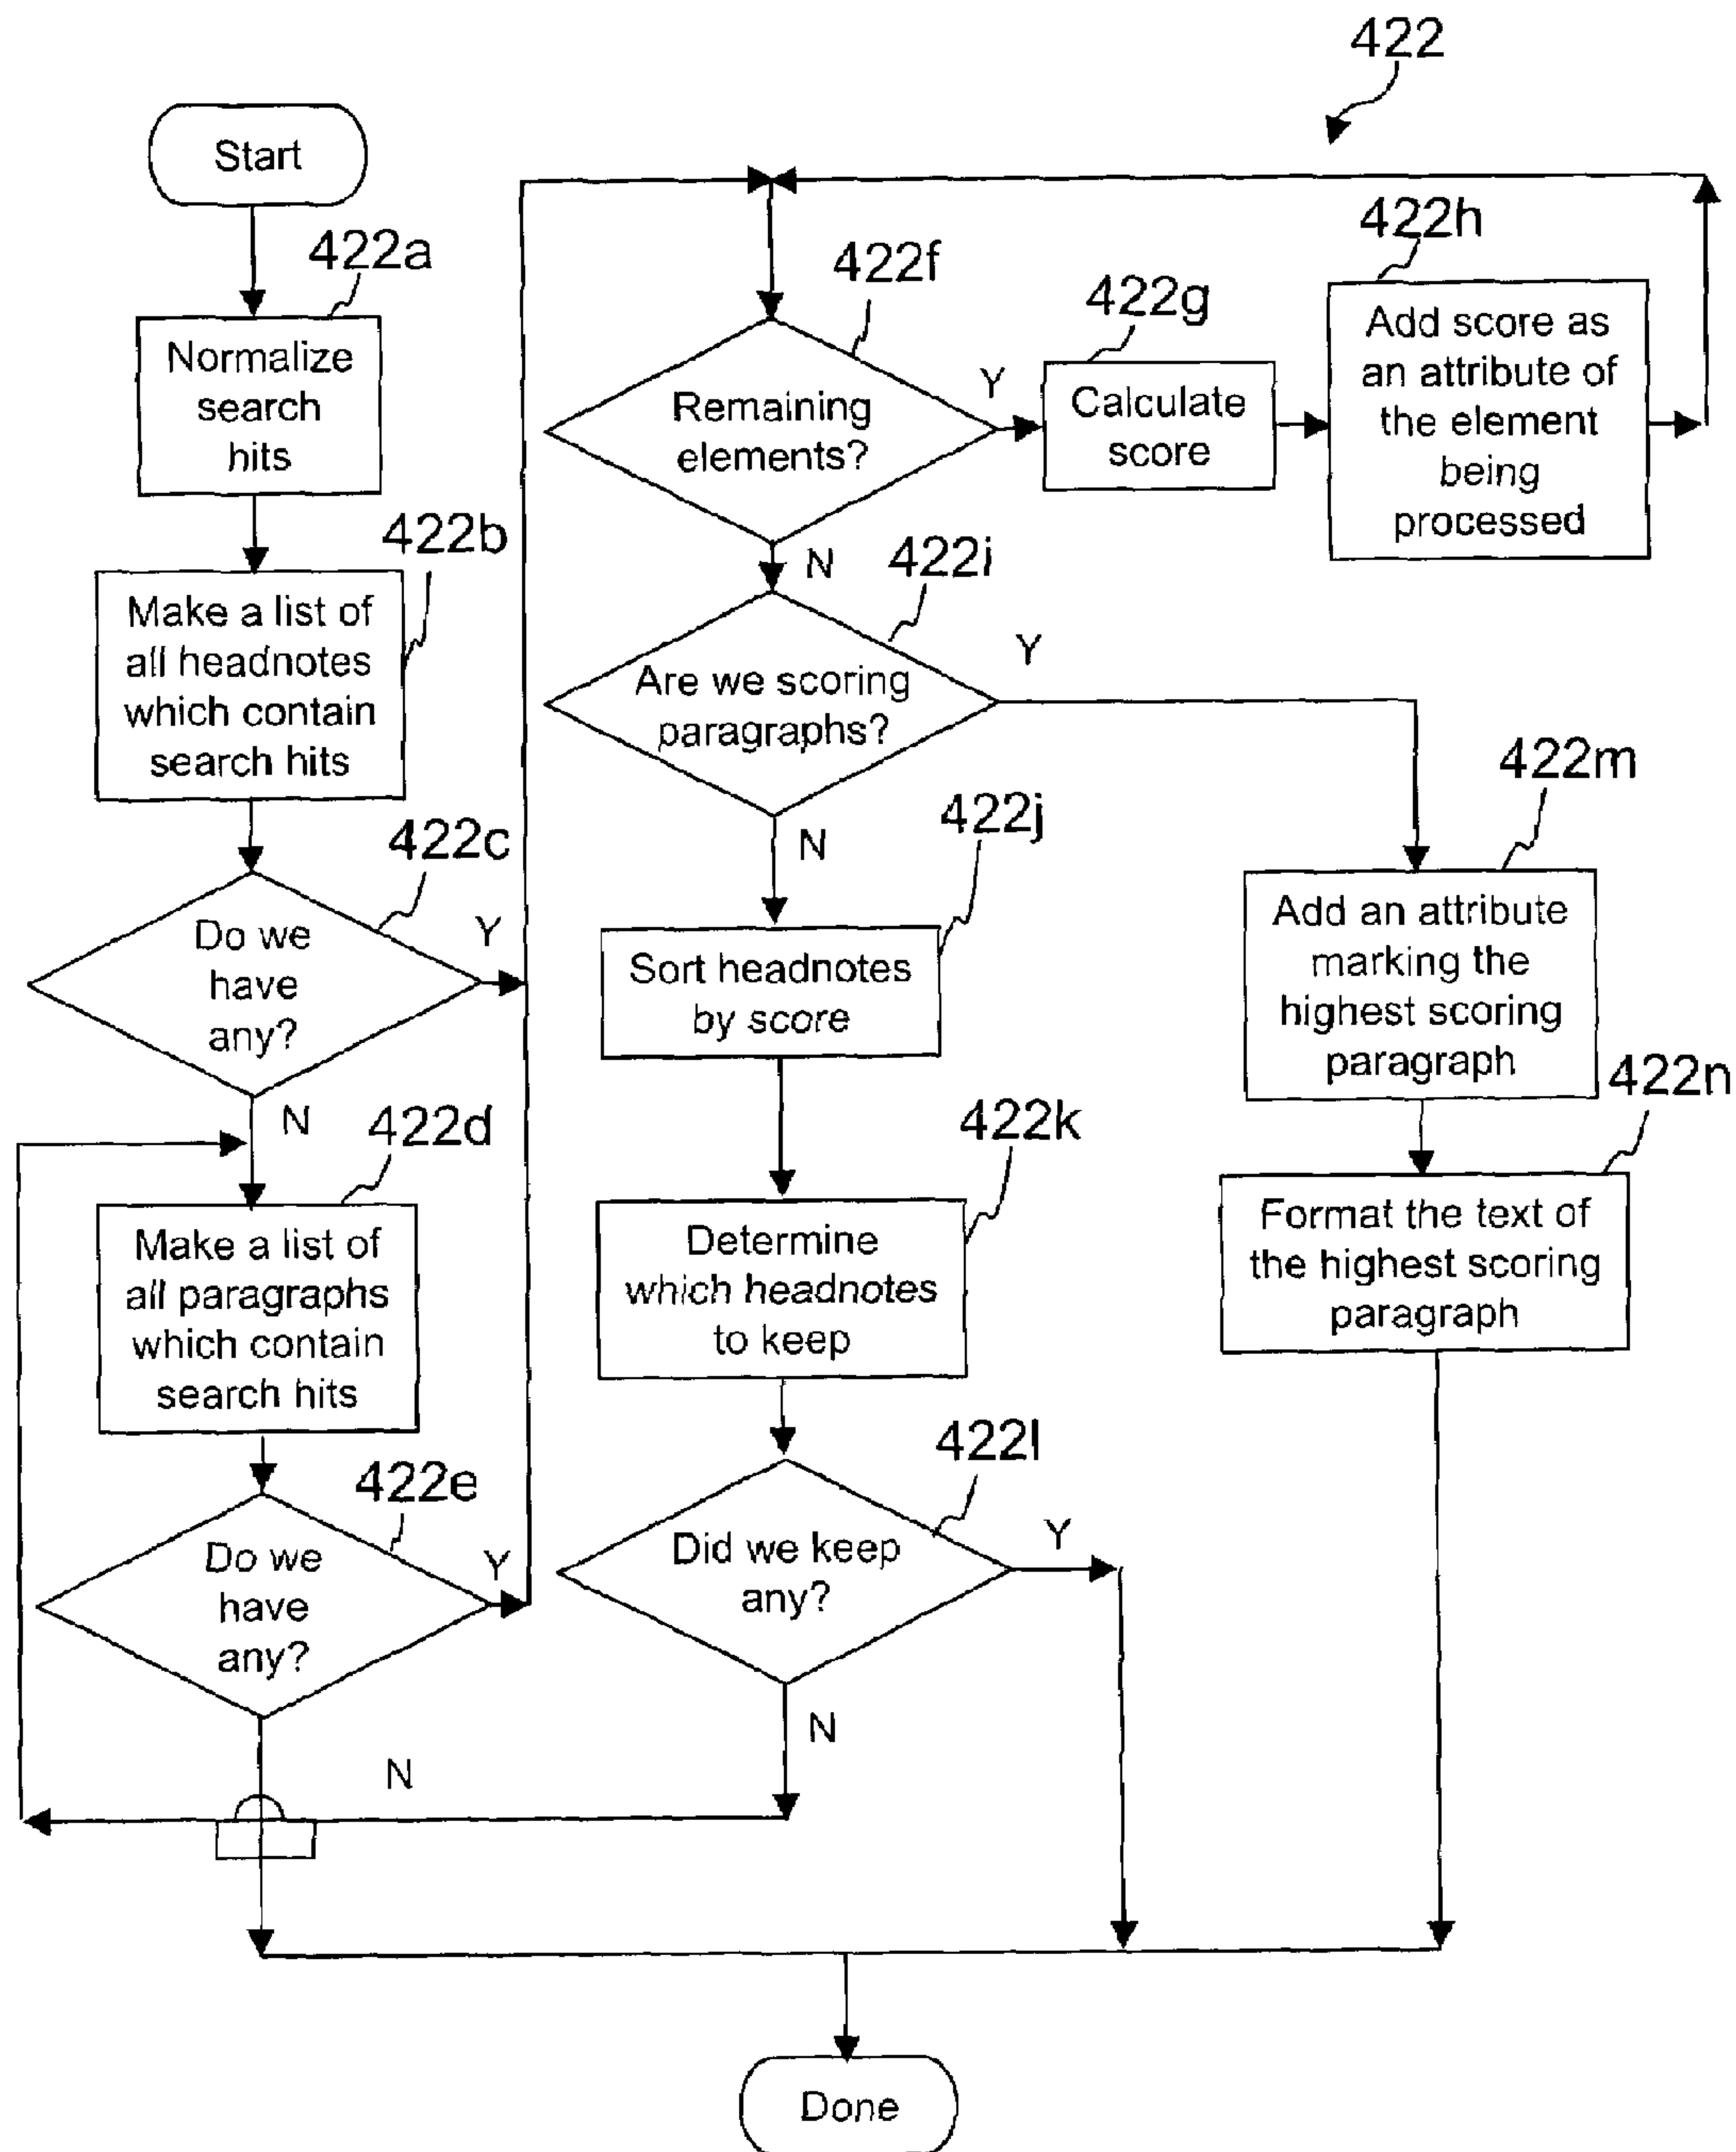 422
Start
422a
Normalize
search
hits
422b
Make a list of
all headnotes
which contain
search hits
422c
Do we
have
any?
Y
N
422d
Make a list of
all paragraphs
which contain
search hits
422e
Do we
have
any?
Y
N
422f
Remaining
elements?
Y
N
422g
Calculate
score
422h
Add score as
an attribute of
the element
being
processed
422i
Are we scoring
paragraphs?
Y
N
422j
Sort headnotes
by score
422k
Determine
which headnotes
to keep
422l
Did we keep
any?
Y
N
422m
Add an attribute
marking the
highest scoring
paragraph
422n
Format the text of
the highest scoring
paragraph
Done